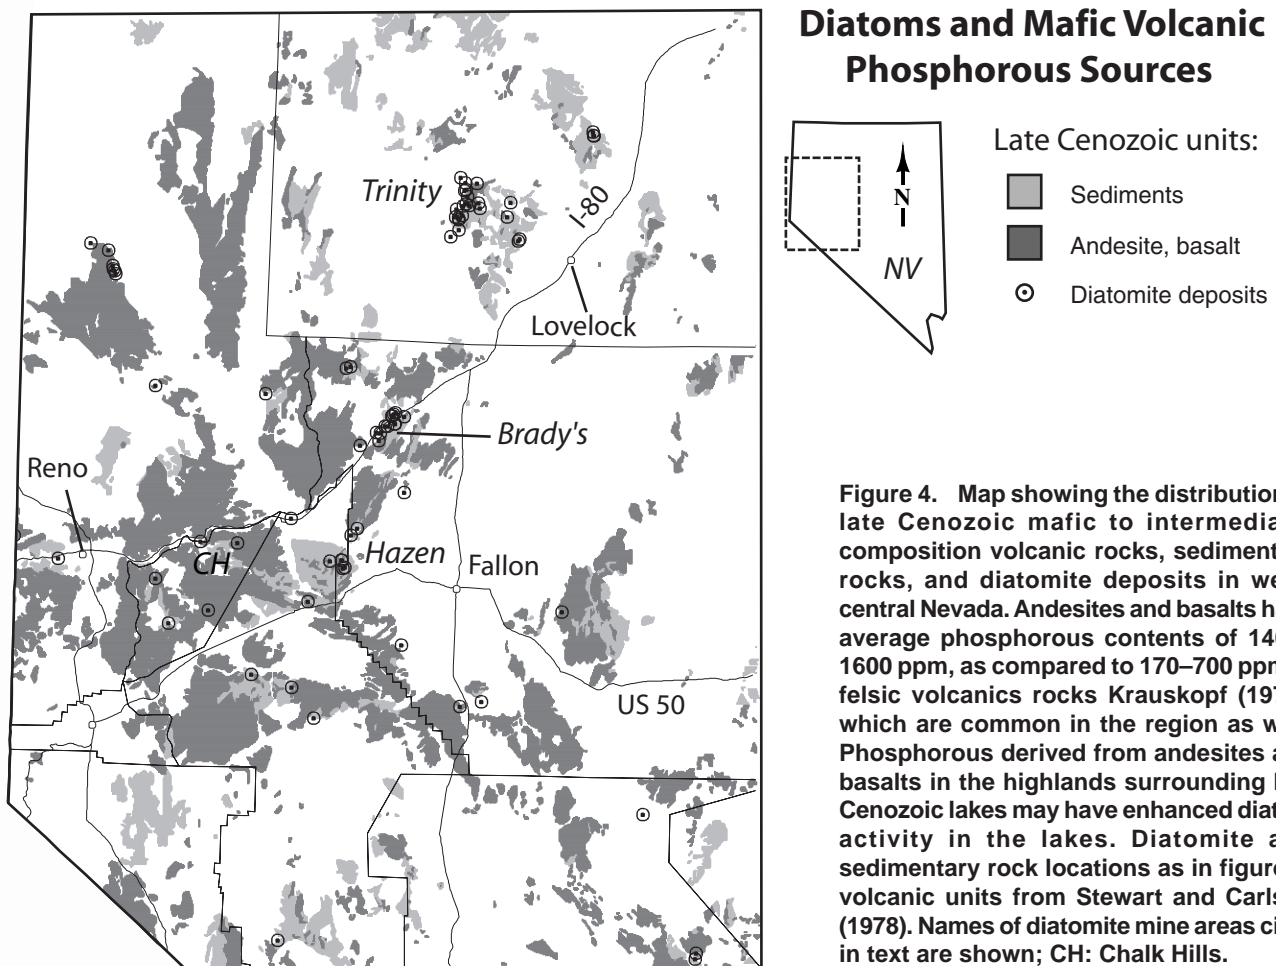 Diatoms and Mafic Volcanic
Phosphorous Sources
Late Cenozoic units:
Sediments
Andesite, basalt
Diatomite deposits
N
NV
Trinity
I-80
Lovelock
Brady's
Reno
CH
Hazen
Fallon
US 50
Figure 4. Map showing the distribution
late Cenozoic mafic to intermedia
composition volcanic rocks, sediment
rocks, and diatomite deposits in we
central Nevada. Andesites and basalts h
average phosphorous contents of 14
1600 ppm, as compared to 170–700 ppm
felsic volcanics rocks Krauskopf (197
which are common in the region as w
Phosphorous derived from andesites a
basalts in the highlands surrounding
Cenozoic lakes may have enhanced diat
activity in the lakes. Diatomite a
sedimentary rock locations as in figure
volcanic units from Stewart and Carls
(1978). Names of diatomite mine areas ci
in text are shown; CH: Chalk Hills.